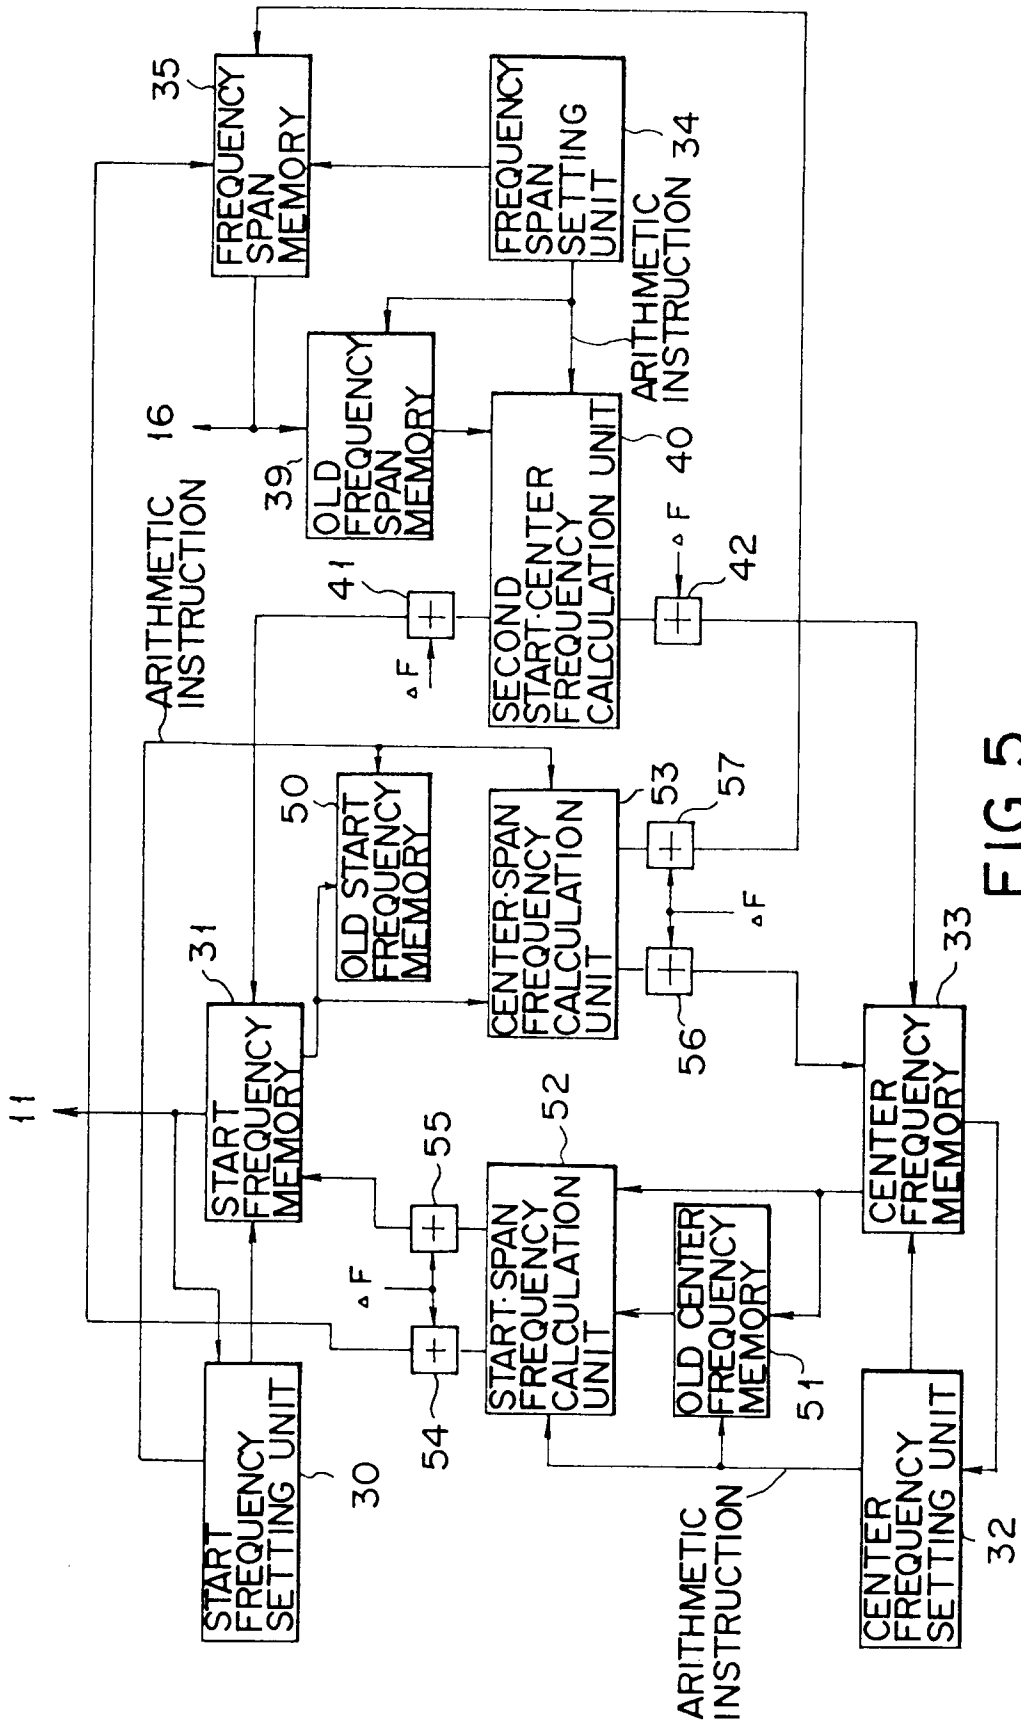 11
START
FREQUENCY
SETTING UNIT
30
START
FREQUENCY
MEMORY
31
ARITHMETIC
INSTRUCTION
16
FREQUENCY
SPAN
MEMORY
35
54
ΔF
55
OLD START
FREQUENCY
MEMORY
50
ΔF
41
OLD
FREQUENCY
SPAN
MEMORY
39
START·SPAN
FREQUENCY
CALCULATION
UNIT
52
CENTER·SPAN
FREQUENCY
CALCULATION
UNIT
53
SECOND
START·CENTER
FREQUENCY
CALCULATION UNIT
40
FREQUENCY
SPAN
SETTING
UNIT
34
ARITHMETIC
INSTRUCTION
OLD CENTER
FREQUENCY
MEMORY
51
56
ΔF
57
ΔF
42
ARITHMETIC
INSTRUCTION
CENTER
FREQUENCY
SETTING UNIT
32
CENTER
FREQUENCY
MEMORY
33
FIG 5